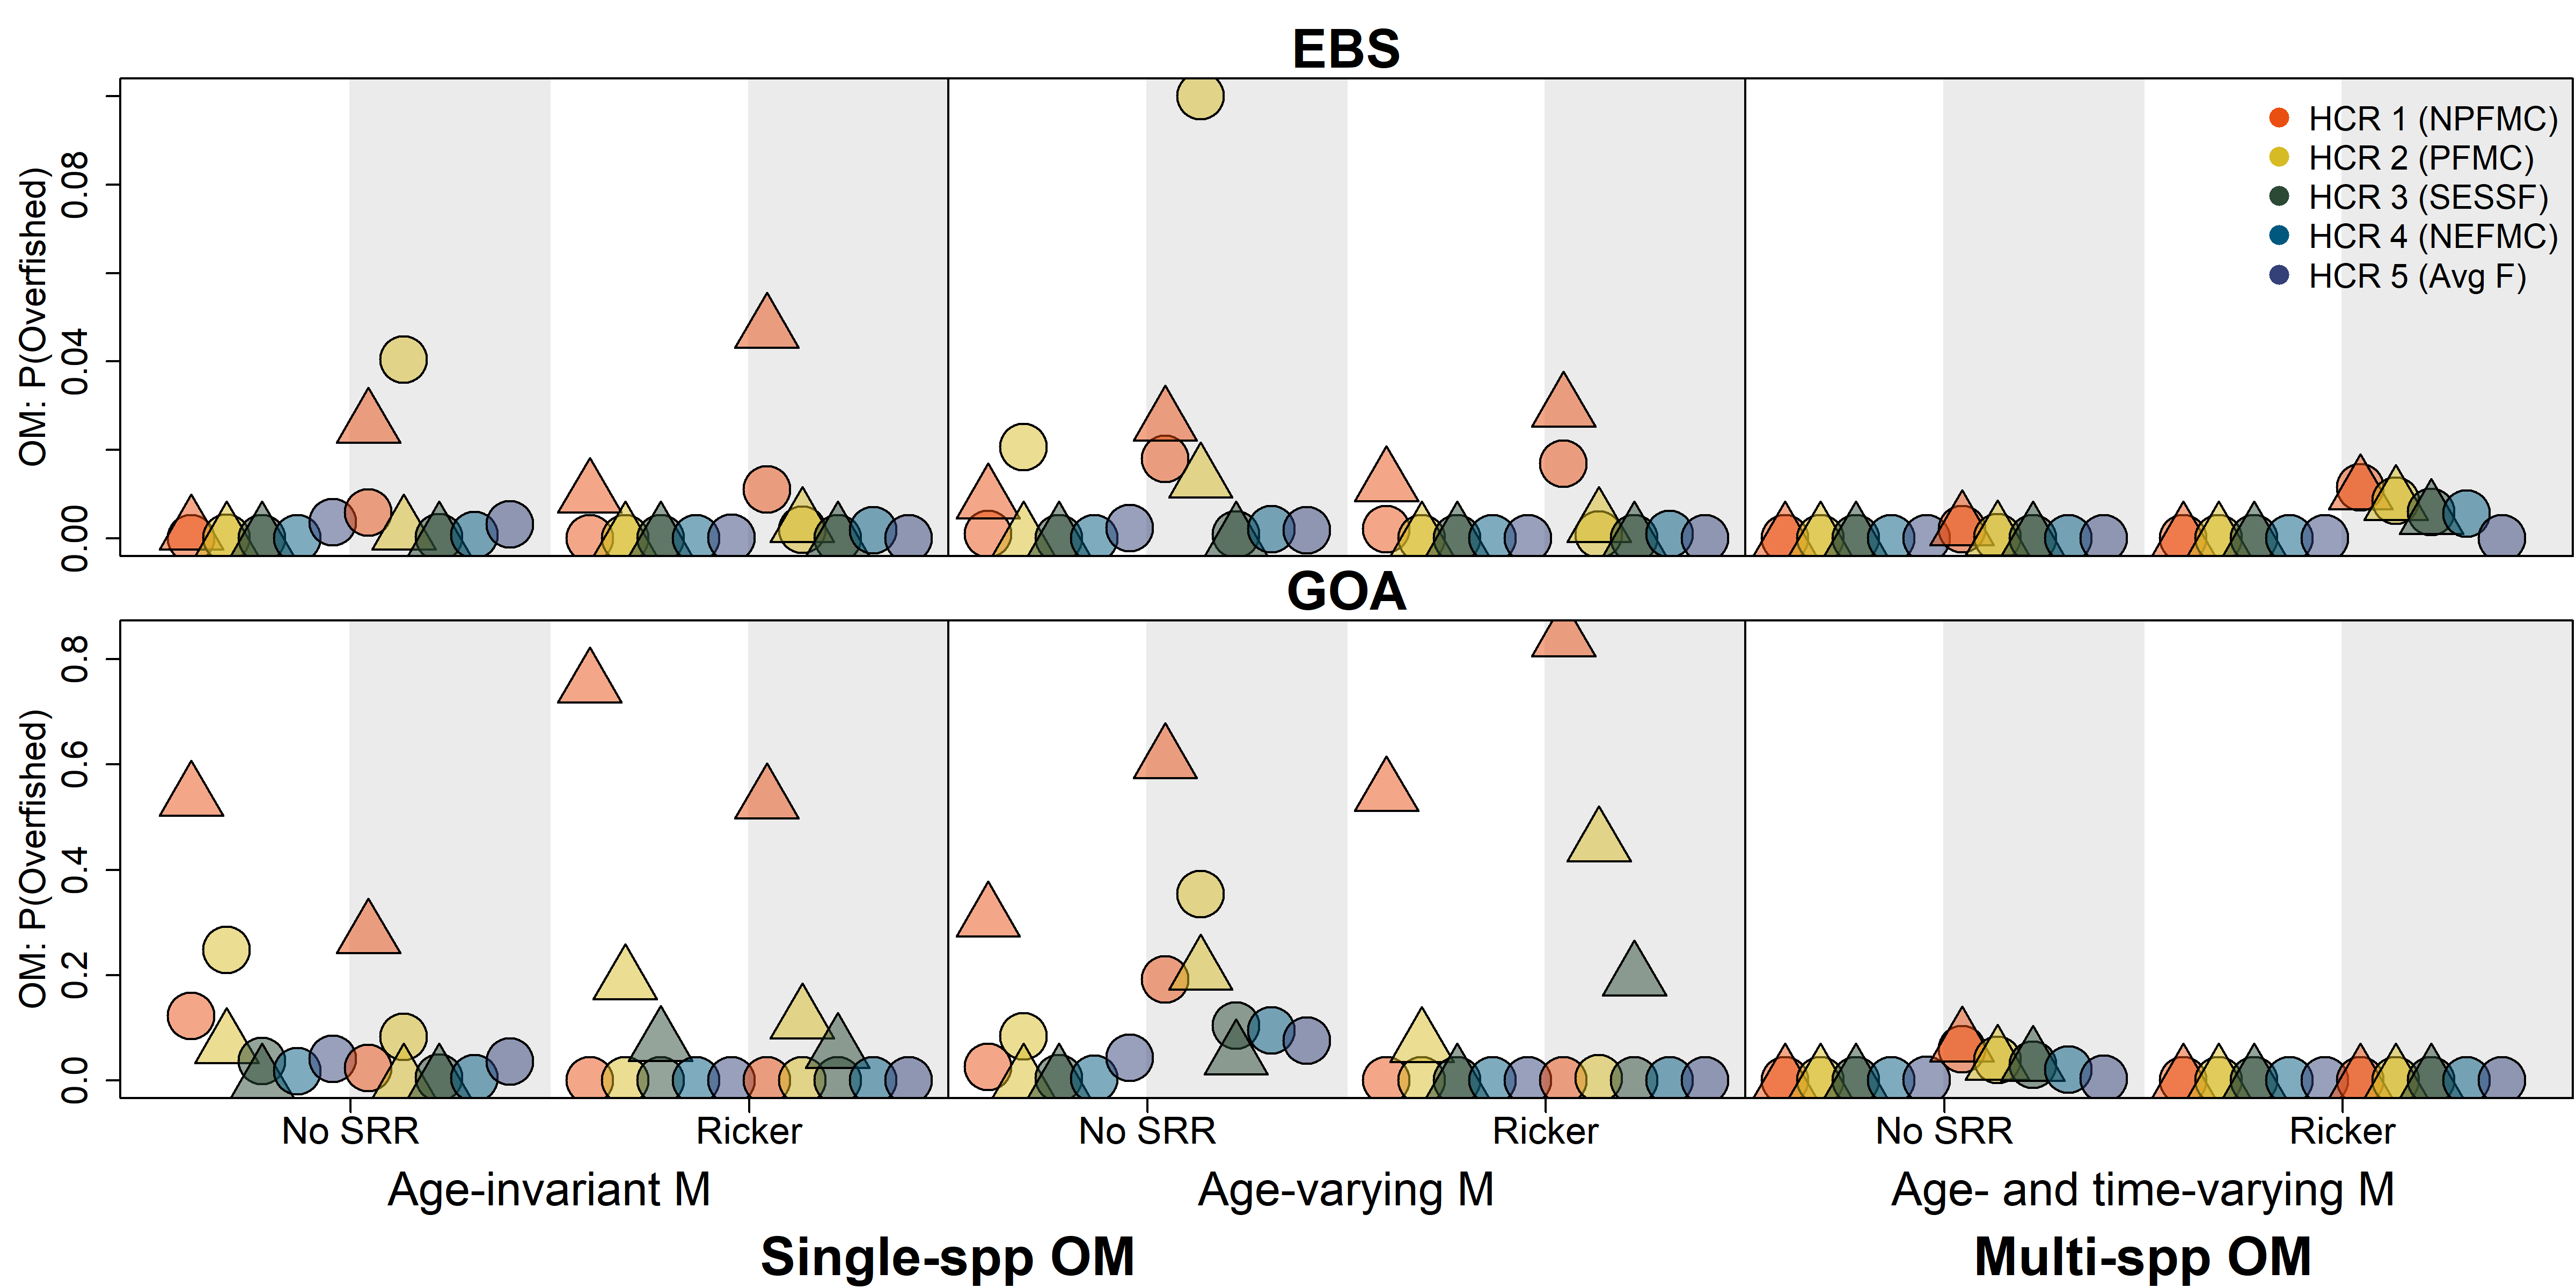 EBS
OM: P(Overfished)
0.08
0.04
0.00
HCR 1 (NPFMC)
HCR 2 (PFMC)
HCR 3 (SESSF)
HCR 4 (NEFMC)
HCR 5 (Avg F)
GOA
OM: P(Overfished)
0.8
0.6
0.4
0.2
0.0
No SRR Ricker No SRR Ricker No SRR Ricker
Age-invariant M Age-varying M Age- and time-varying M
Single-spp OM Multi-spp OM